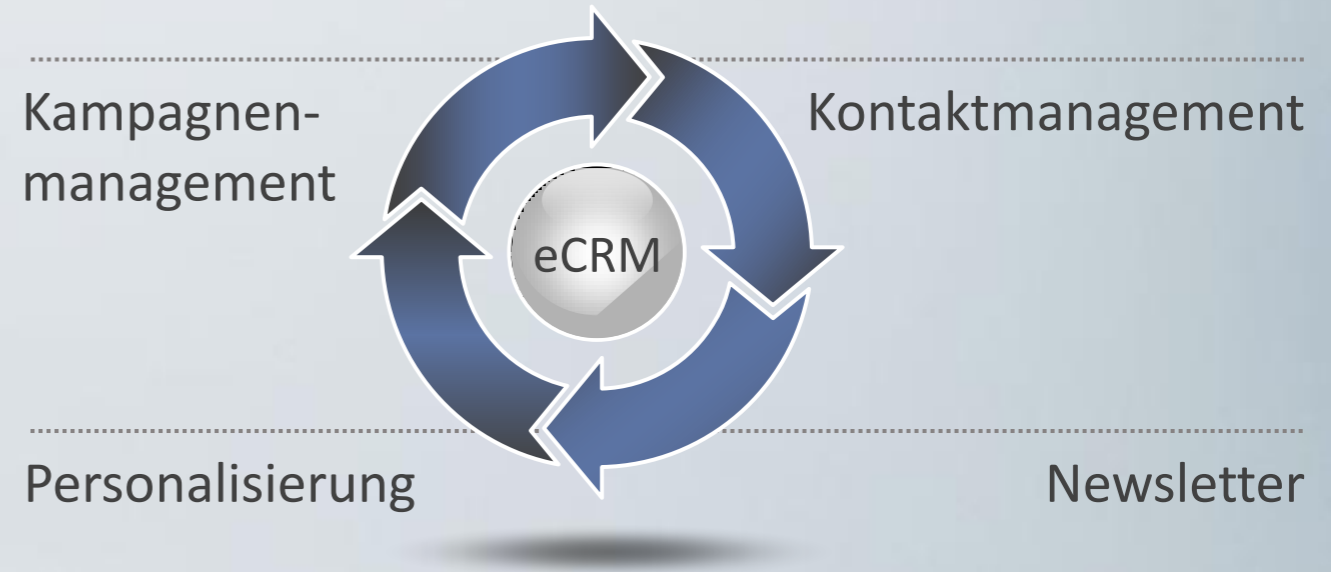 Kampagnen-
management
Kontaktmanagement
eCRM
Personalisierung
Newsletter